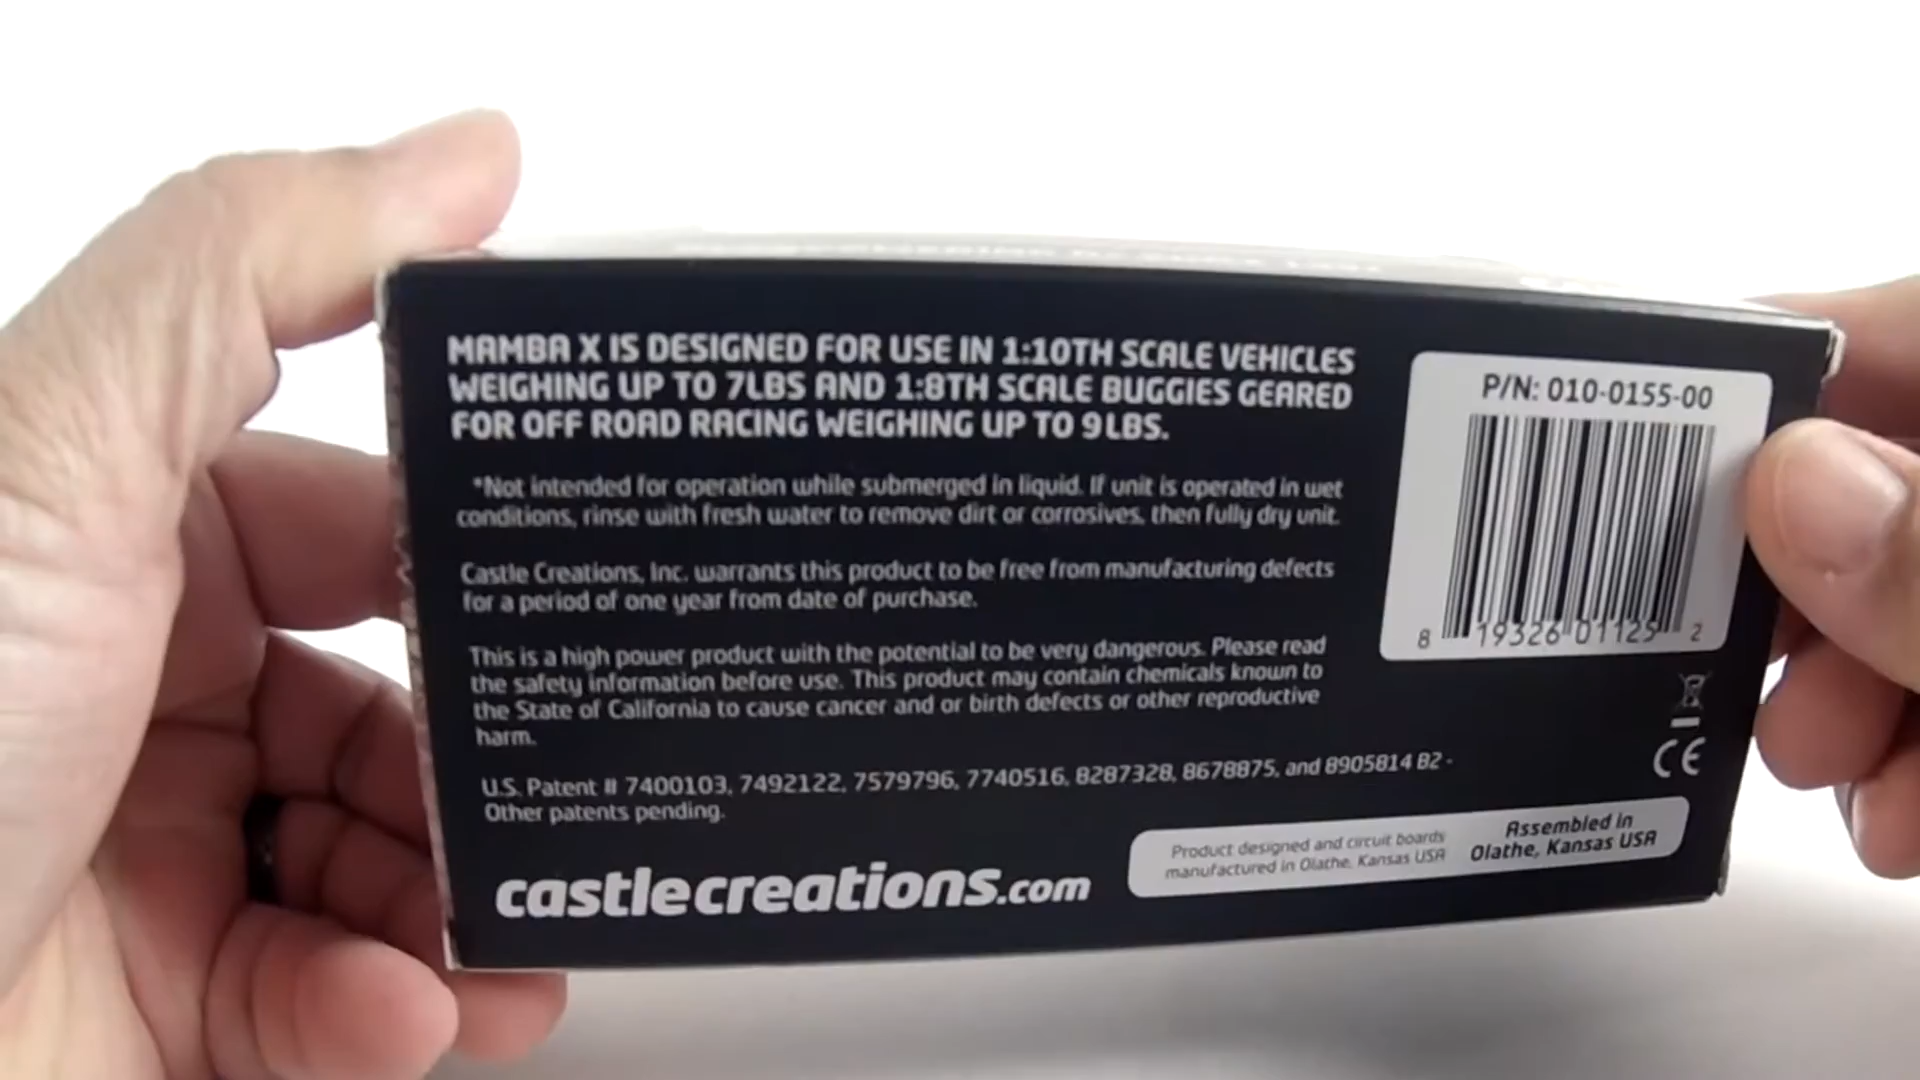 MAMBA X IS DESIGNED FOR USE IN 1:10TH SCALE VEHICLES
WEIGHING UP TO 7LBS AND 1:8TH SCALE BUGGIES GEARED
FOR OFF ROAD RACING WEIGHING UP TO 9LBS.
*Not intended for operation while submerged in liquid. If unit is operated in wet
conditions, rinse with fresh water to remove dirt or corrosives, then fully dry unit.
Castle Creations, Inc. warrants this product to be free from manufacturing defects
for a period of one year from date of purchase.
This is a high power product with the potential to be very dangerous. Please read
the safety information before use. This product may contain chemicals known to
the State of California to cause cancer and or birth defects or other reproductive
harm.
U.S. Patent # 7400103, 7492122, 7579796, 7740516, 8287328, 8678875, and 8905814 B2 -
Other patents pending.
castlecreations.com
P/N: 010-0155-00
8 19326 01125 2
CE
Product designed and circuit boards
manufactured in Olathe, Kansas USA
Assembled in
Olathe, Kansas USA